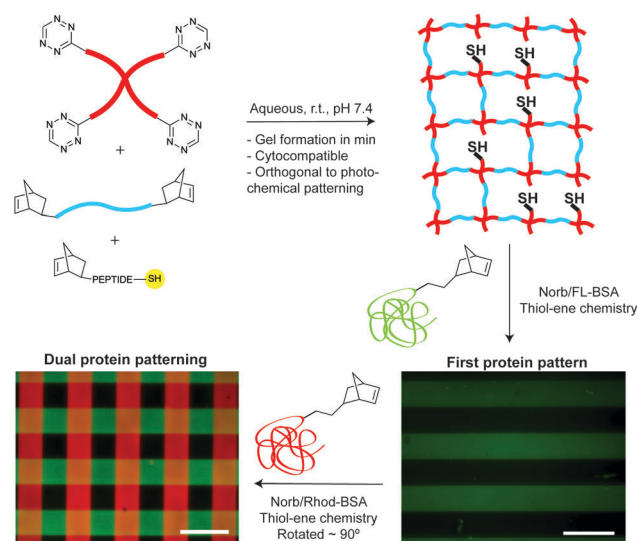 N N
N N
N N
N N
N N
N N
N N
N N
+
+
PEPTIDE SH
Aqueous, r.t., pH 7.4
- Gel formation in min
- Cytocompatible
- Orthogonal to photo-
chemical patterning
SH
SH
SH
SH
SH
SH
Norb/FL-BSA
Thiol-ene chemistry
Dual protein patterning
First protein pattern
Norb/Rhod-BSA
Thiol-ene chemistry
Rotated ~ 90º